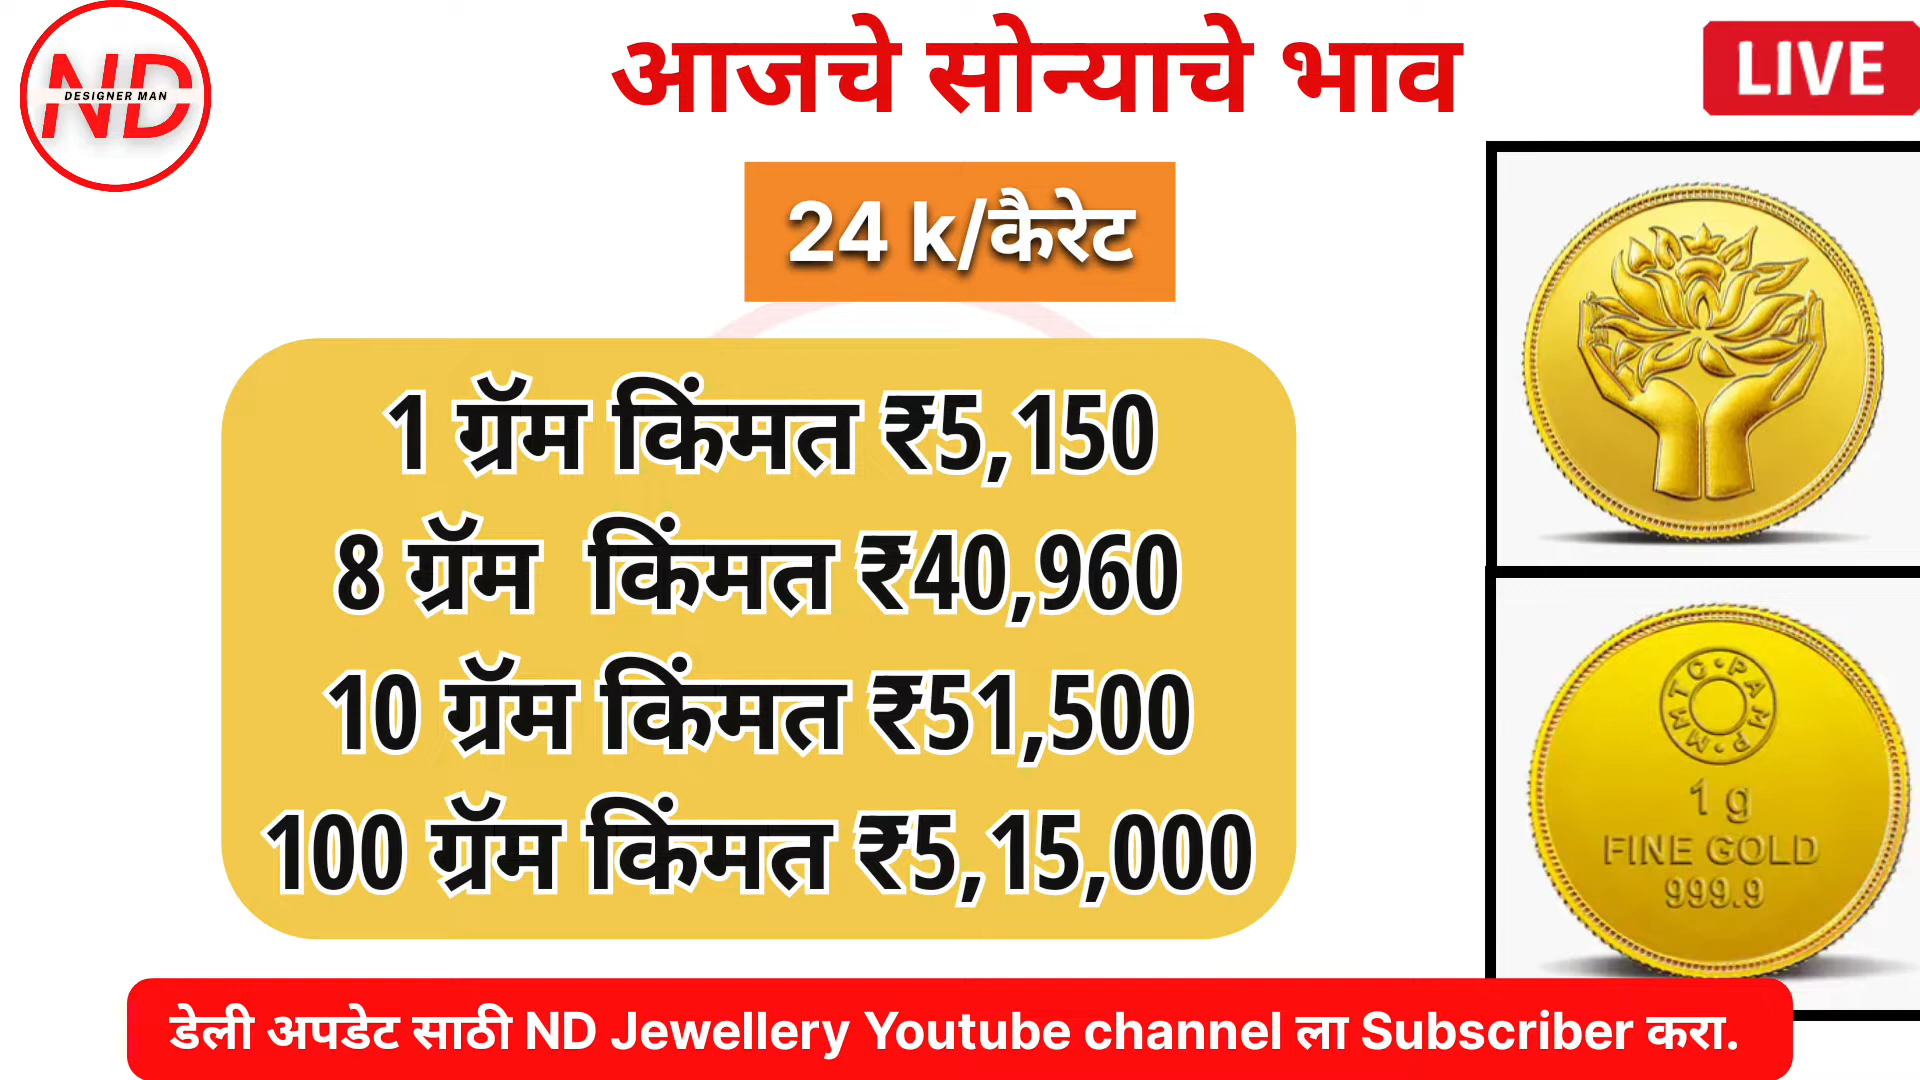 ND
DESIGNER MAN
आजचे सोन्याचे भाव
LIVE
24 k/कॅरेट
1 ग्रॅम किंमत ₹5,150
8 ग्रॅम किंमत ₹40,960
10 ग्रॅम किंमत ₹51,500
100 ग्रॅम किंमत ₹5,15,000
MMTC·PAMP·
1 g
FINE GOLD
999.9
डेली अपडेट साठी ND Jewellery Youtube channel ला Subscriber करा.